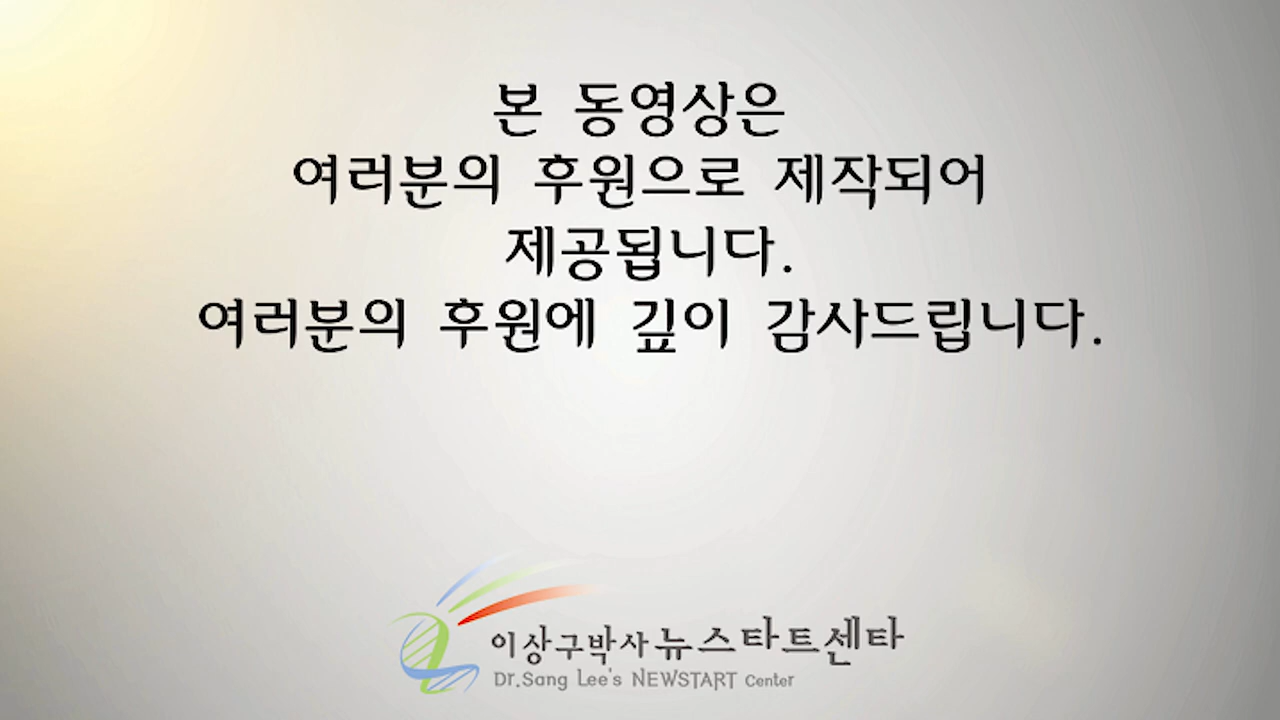 본 동영상은
여러분의 후원으로 제작되어
제공됩니다.
여러분의 후원에 깊이 감사드립니다.
이상구박사 뉴스타트센타
Dr.Sang Lee's NEWSTART Center